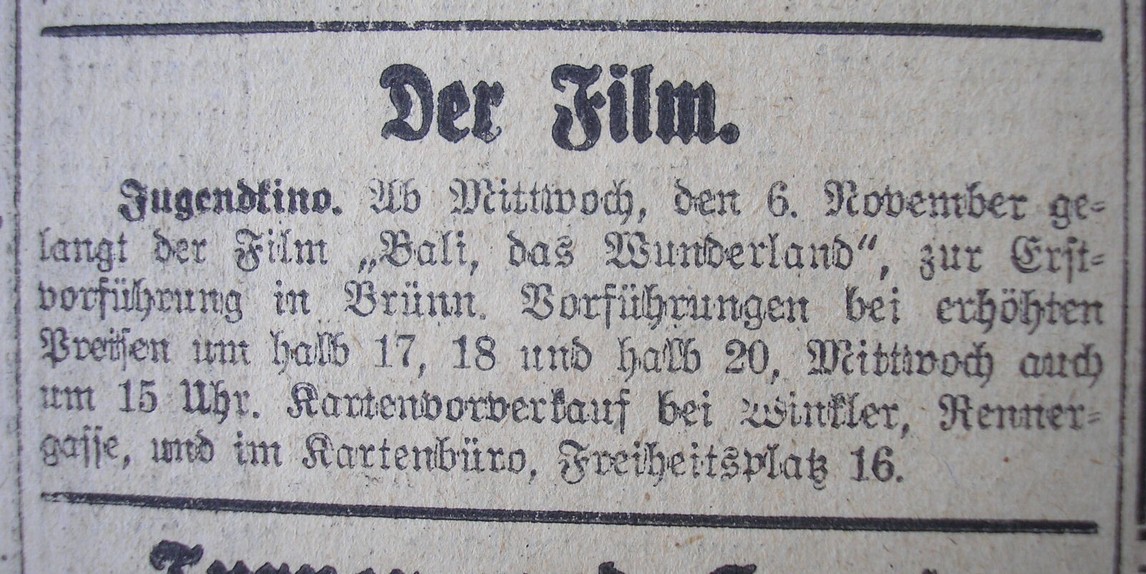 Der Film.
Jugendkino. Ab Mittwoch, den 6. November ge-
langt der Film „Bali, das Wunderland“, zur Erst-
vorführung in Brünn. Vorführungen bei erhöhten
Preisen um halb 17, 18 und halb 20, Mittwoch auch
um 15 Uhr. Kartenvorverkauf bei Winkler, Renner-
gasse, und im Kartenbüro, Freiheitsplatz 16.